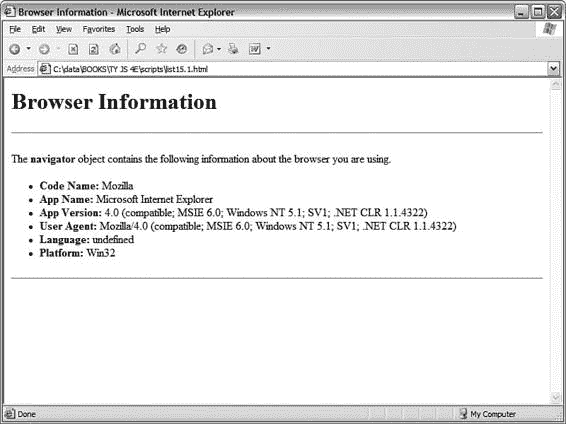 Browser Information - Microsoft Internet Explorer
File Edit View Favorites Tools Help
Address C:\data\BOOKS\TY JS 4E\scripts\list15.1.html
Browser Information
The navigator object contains the following information about the browser you are using.
• Code Name: Mozilla
• App Name: Microsoft Internet Explorer
• App Version: 4.0 (compatible; MSIE 6.0; Windows NT 5.1; SV1; .NET CLR 1.1.4322)
• User Agent: Mozilla/4.0 (compatible; MSIE 6.0; Windows NT 5.1; SV1; .NET CLR 1.1.4322)
• Language: undefined
• Platform: Win32
Done My Computer